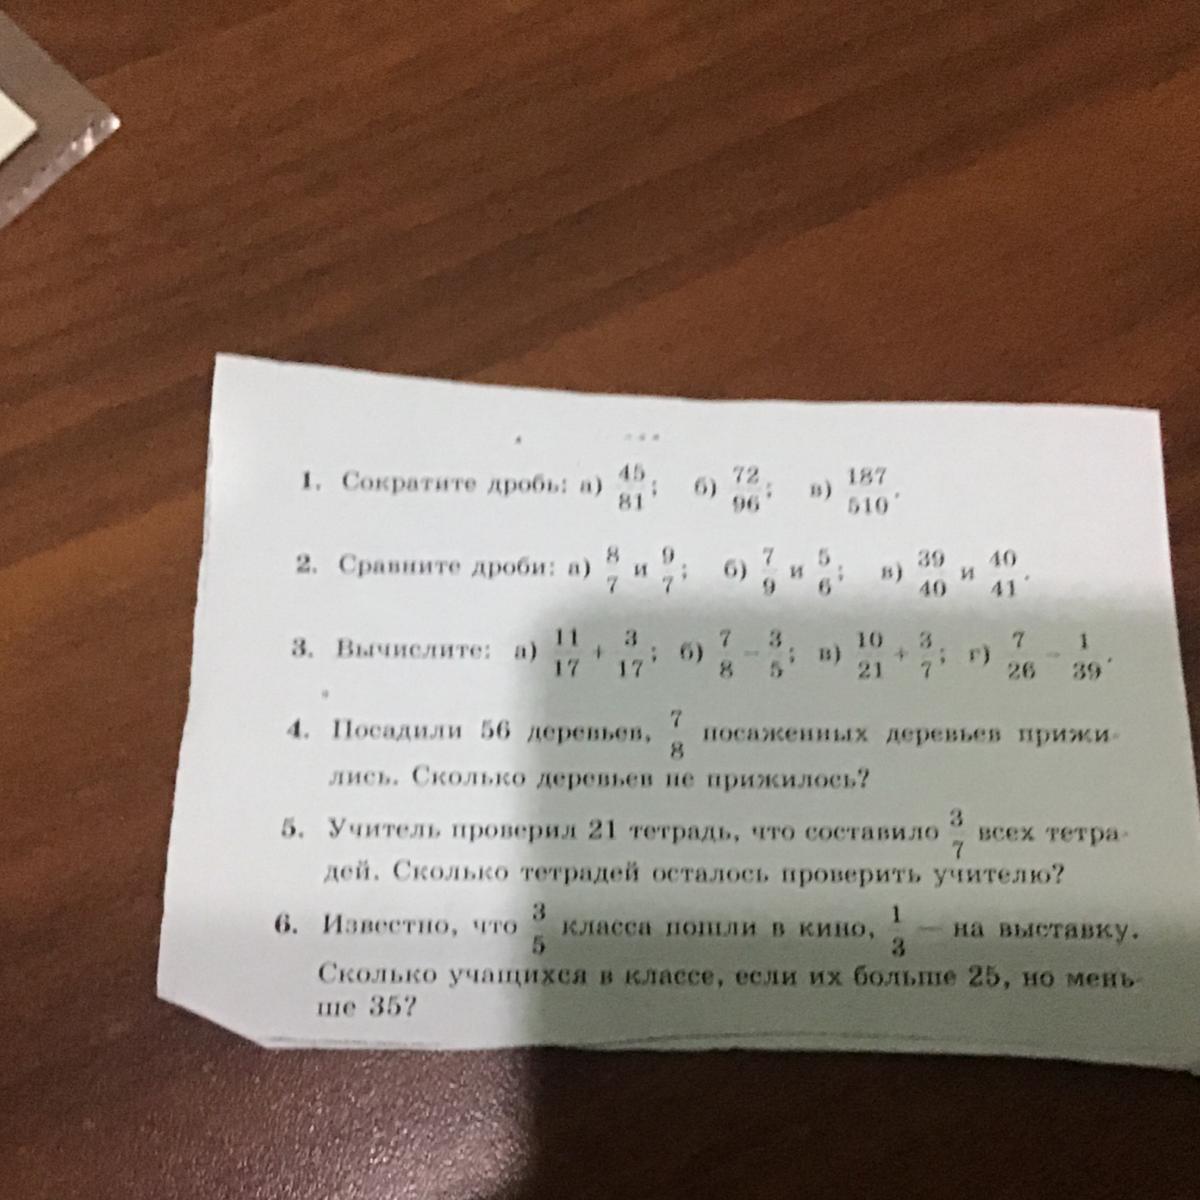 1. Сократите дробь: а) 45/81; б) 72/96; в) 187/510.
2. Сравните дроби: а) 8/7 и 9/7; б) 7/9 и 5/6; в) 39/40 и 40/41.
3. Вычислите: а) 11/17 + 3/17; б) 7/8 − 3/5; в) 10/21 + 3/7; г) 7/26 − 1/39.
4. Посадили 56 деревьев, 7/8 посаженных деревьев прижи-
лись. Сколько деревьев не прижилось?
5. Учитель проверил 21 тетрадь, что составило 3/7 всех тетра-
дей. Сколько тетрадей осталось проверить учителю?
6. Известно, что 3/5 класса пошли в кино, 1/3 — на выставку.
Сколько учащихся в классе, если их больше 25, но мень-
ше 35?